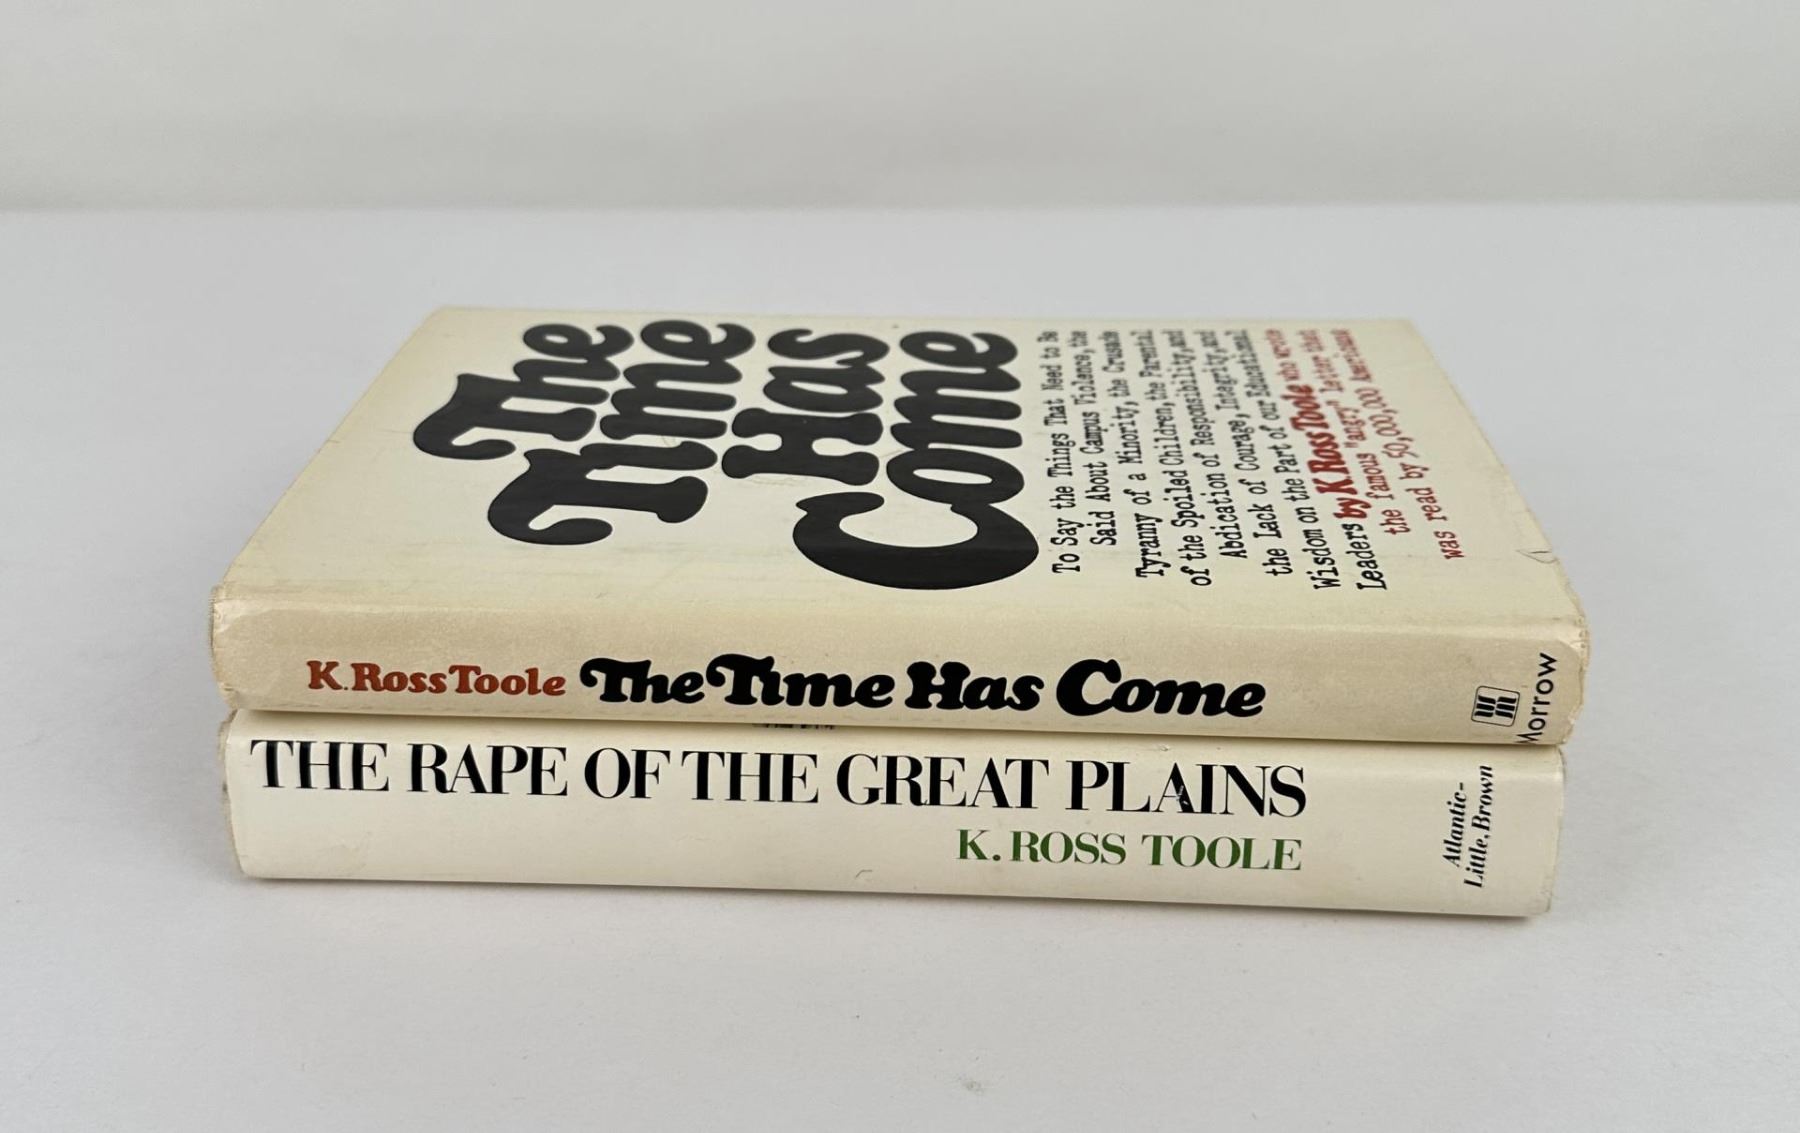 The
Time
Has
Come
To Say the Things That Need to Be
Said About Campus Violence, the
Tyranny of a Minority, the Crusade
of the Spoiled Children, the Parental
Abdication of Responsibility, and
the Lack of Courage, Integrity, and
Wisdom on the Part of our Educational
Leaders by K. Ross Toole who wrote
the famous "angry" letter that
was read by 50,000,000 Americans
K. Ross Toole The Time Has Come
Morrow
THE RAPE OF THE GREAT PLAINS
K. ROSS TOOLE
Atlantic-
Little, Brown